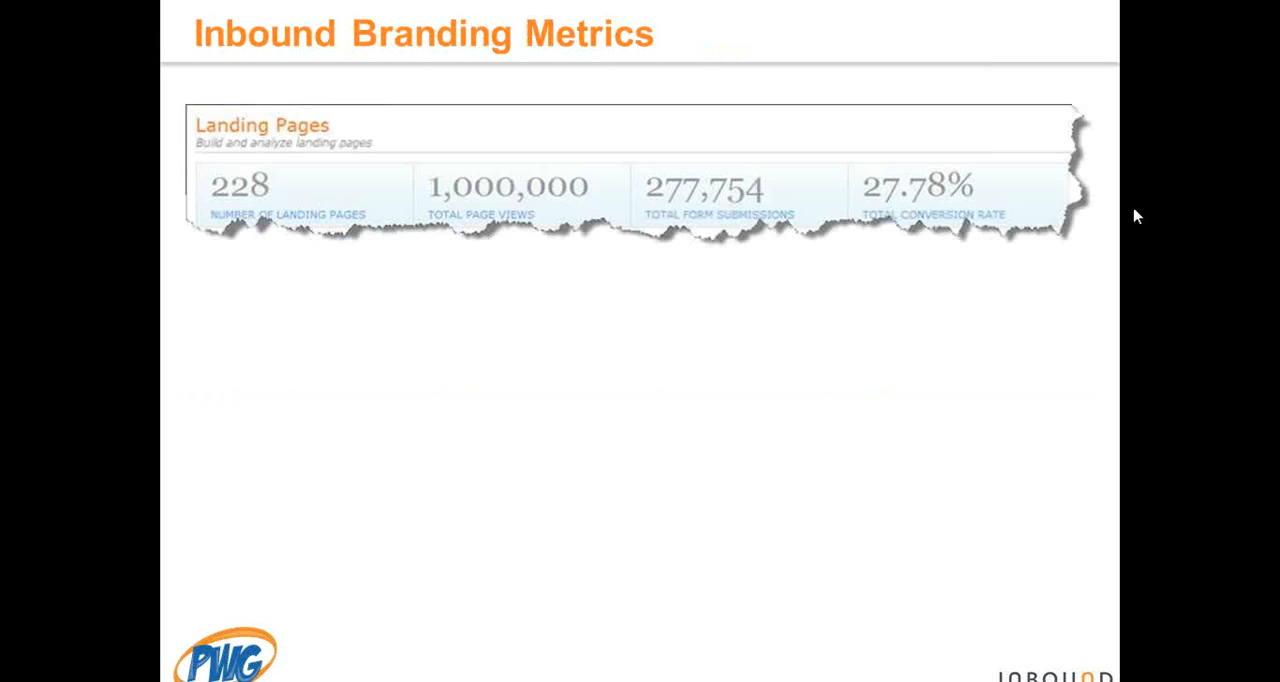 Inbound Branding Metrics
Landing Pages
Build and analyze landing pages
228 1,000,000 277,754 27.78%
NUMBER OF LANDING PAGES TOTAL PAGE VIEWS TOTAL FORM SUBMISSIONS TOTAL CONVERSION RATE
PWG
INBOUND